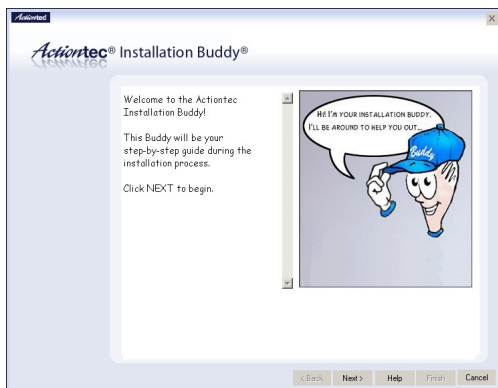 Actiontec
Actiontec® Installation Buddy®
Welcome to the Actiontec
Installation Buddy!
This Buddy will be your
step-by-step guide during the
installation process.
Click NEXT to begin.
HI! I'M YOUR INSTALLATION BUDDY,
I'LL BE AROUND TO HELP YOU OUT...
Buddy
< Back Next > Help Finish Cancel